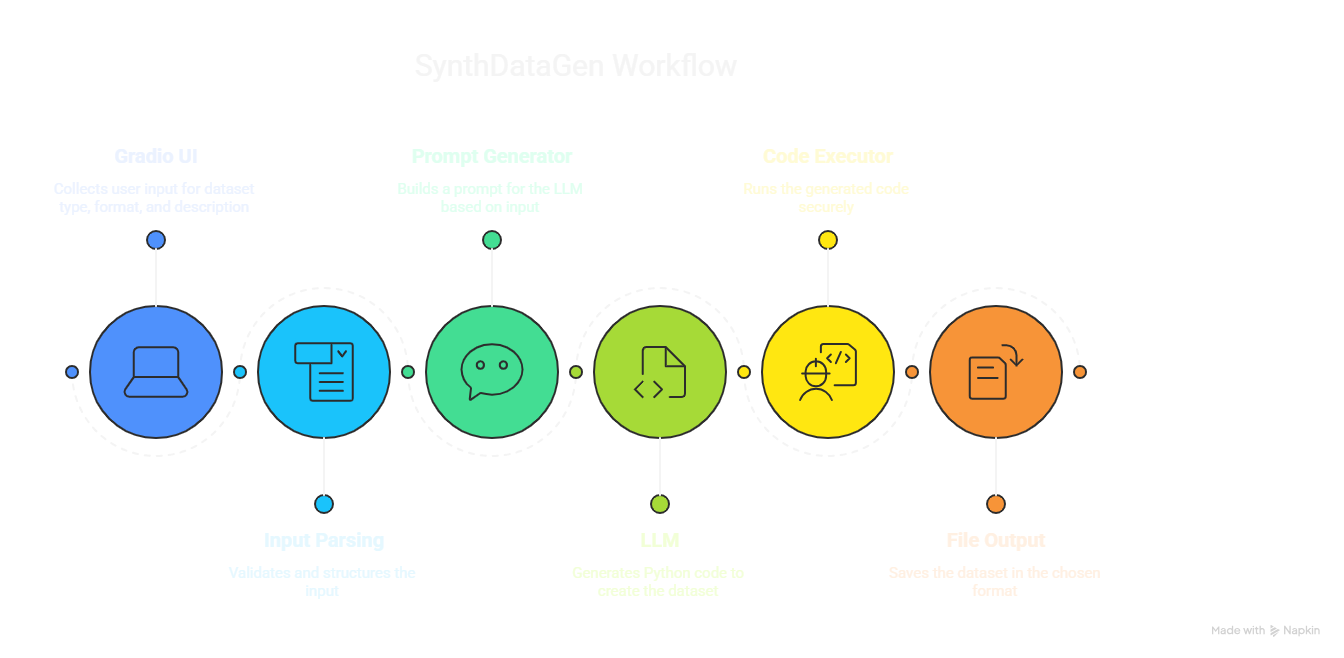 SynthDataGen Workflow
Gradio UI
Collects user input for dataset
type, format, and description
Prompt Generator
Builds a prompt for the LLM
based on input
Code Executor
Runs the generated code
securely
Input Parsing
Validates and structures the
input
LLM
Generates Python code to
create the dataset
File Output
Saves the dataset in the chosen
format
Made with Napkin